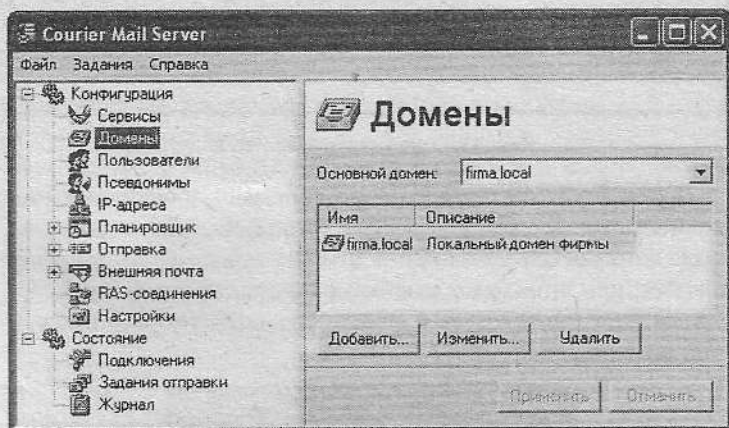 Courier Mail Server
Файл Задания Справка
Конфигурация
Сервисы
Домены
Пользователи
Псевдонимы
IP-адреса
Планировщик
Отправка
Внешняя почта
RAS-соединения
Настройки
Состояние
Подключения
Задания отправки
Журнал
Домены
Основной домен: firma.local
Имя Описание
firma.local Локальный домен фирмы
Добавить... Изменить... Удалить
Применить Отменить